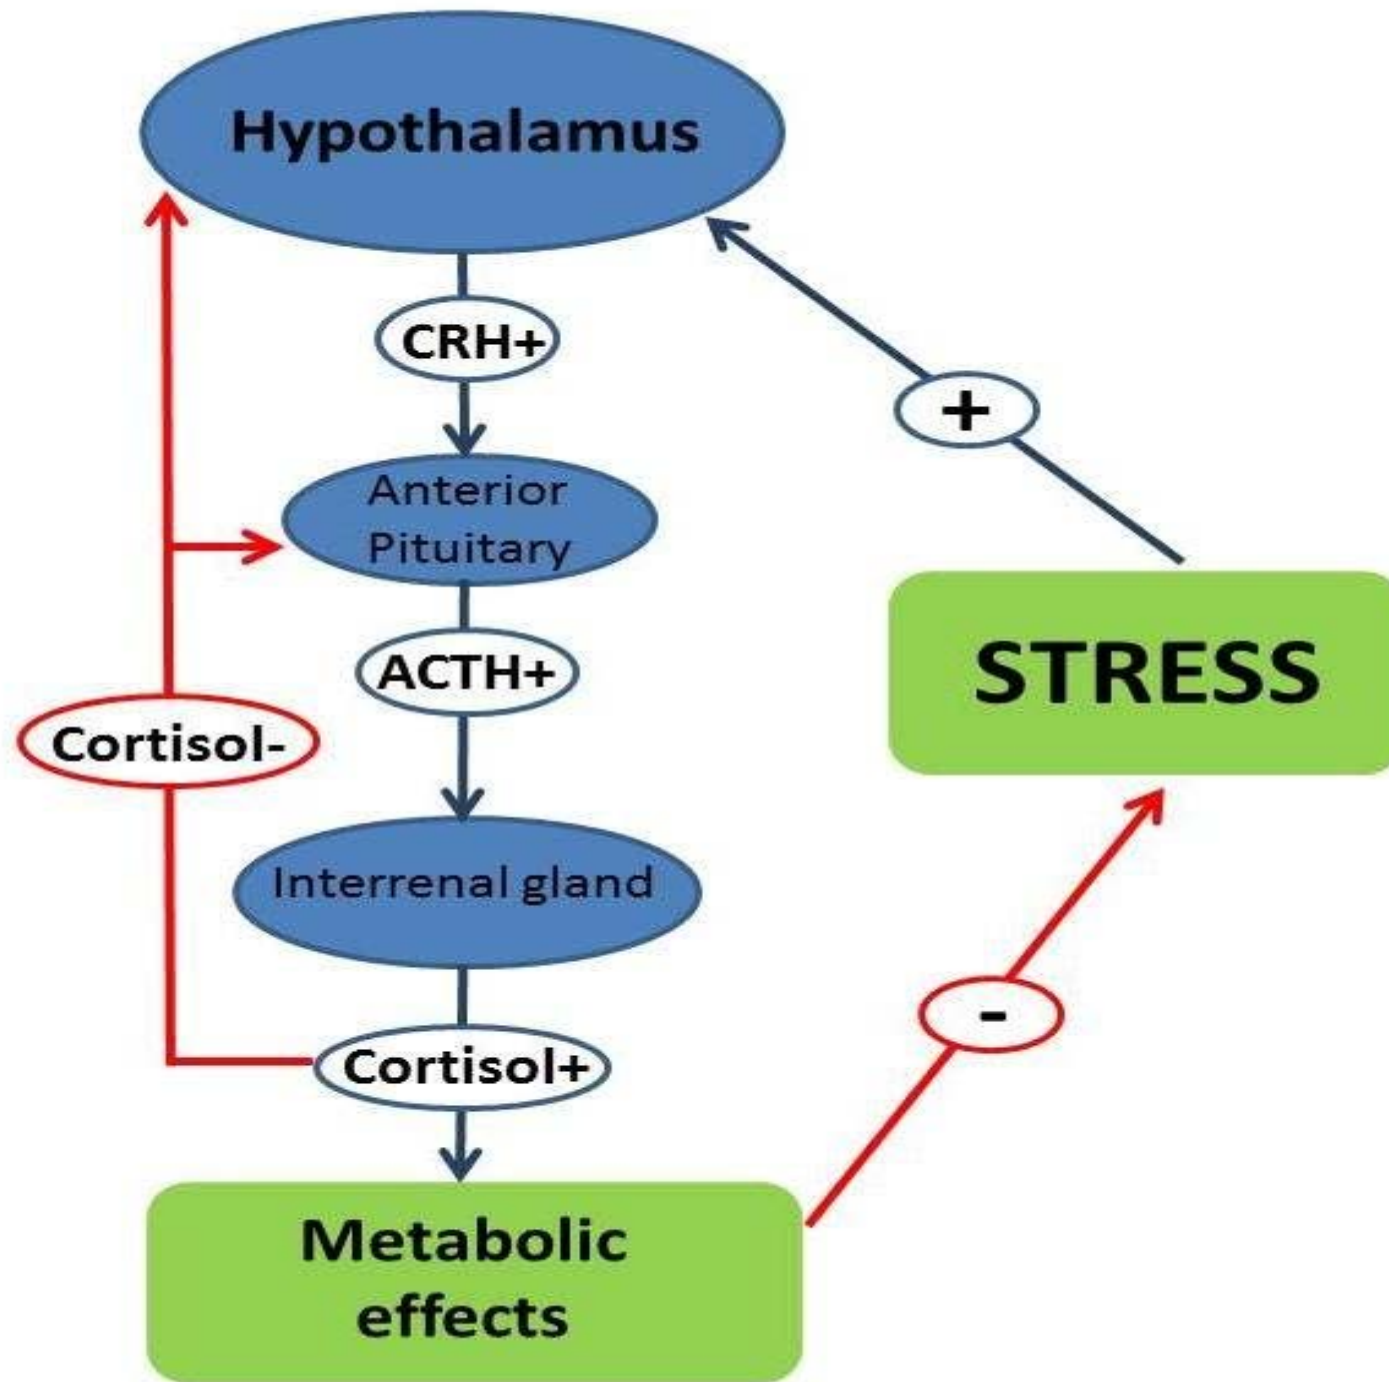 Hypothalamus
CRH+
+
Anterior
Pituitary
STRESS
ACTH+
Cortisol-
Interrenal gland
-
Cortisol+
Metabolic
effects